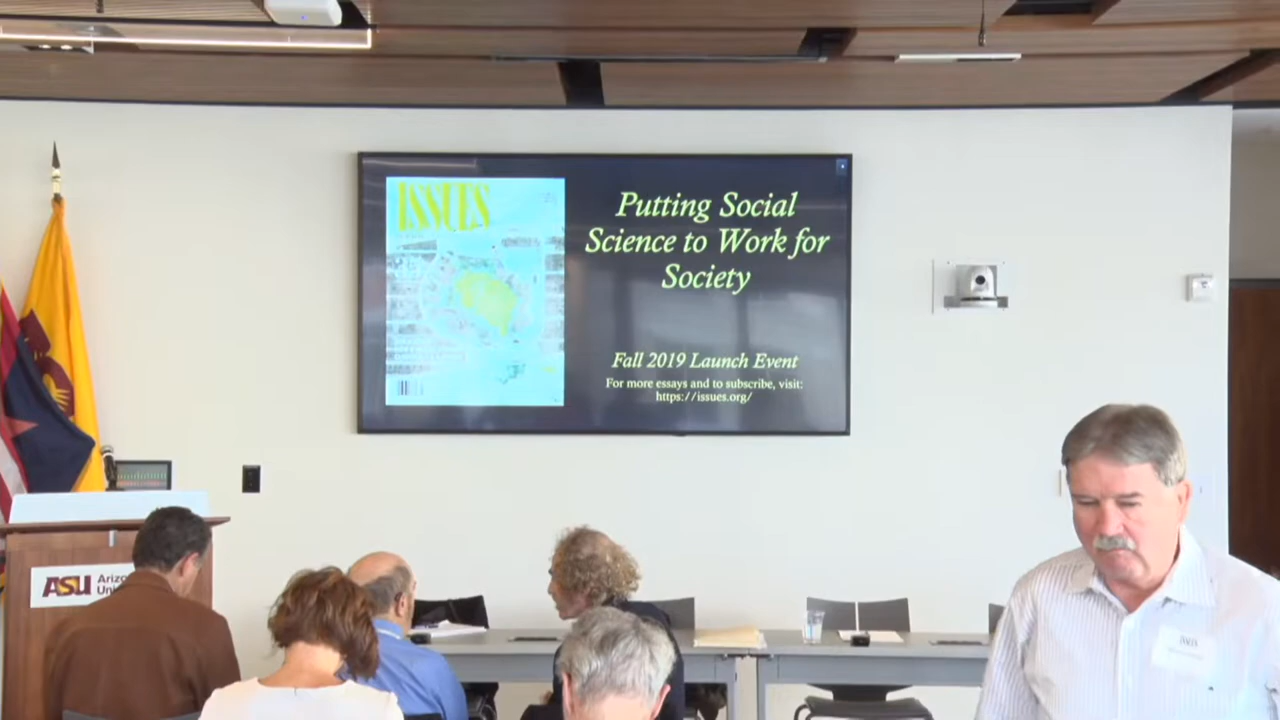 ISSUES
Putting Social
Science to Work for
Society
Fall 2019 Launch Event
For more essays and to subscribe, visit:
https://issues.org/
ASU